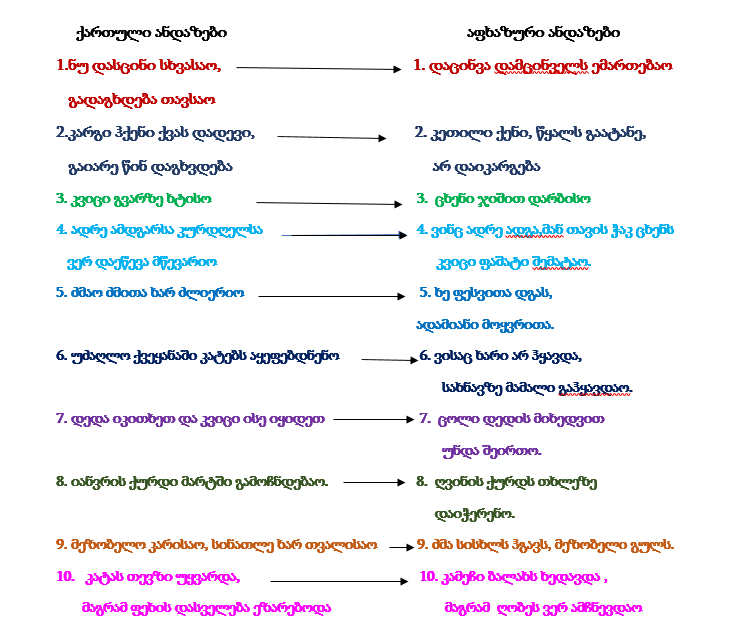 ქართული ანდაზები აფხაზური ანდაზები
1.ნუ დასცინი სხვასაო, 1. დაცინვა დამცინველს ემართებაო
გადაგხდება თავსაო
2.კარგი ჰქენი ქვას დადევი, 2. კეთილი ქენი, წყალს გაატანე,
გაიარე წინ დაგხვდება არ დაიკარგება
3. კვიცი გვარზე ხტისო 3. ცხენი ჯიშით დარბისო
4. ადრე ამდგარსა კურდღელსა 4. ვინც ადრე ადგა,მან თავის ჭაკ ცხენს
ვერ დაეწევა მწევარიო კვიცი ფაშატი შემატაო.
5. ძმაო ძმითა ხარ ძლიერიო 5. ხე ფესვითა დგას,
ადამიანი მოყვრითა.
6. უძაღლო ქვეყანაში კატებს აყეფებდნენო 6. ვისაც ხარი არ ჰყავდა,
სახნავზე მამალი გაჰყავდაო.
7. დედა იკითხეთ და კვიცი ისე იყიდეთ 7. ცოლი დედის მიხედვით
უნდა შეირთო.
8. იანვრის ქურდი მარტში გამოჩნდებაო. 8. ღვინის ქურდს თხლეზე
დაიჭერენო.
9. მეზობელო კარისაო, სინათლე ხარ თვალისაო 9. ძმა სისხლს ჰგავს, მეზობელი გულს.
10. კატას თევზი უყვარდა, 10. კამეჩი ბალახს ხედავდა ,
მაგრამ ფეხის დასველება ეზარებოდა მაგრამ ღობეს ვერ ამჩნევდაო